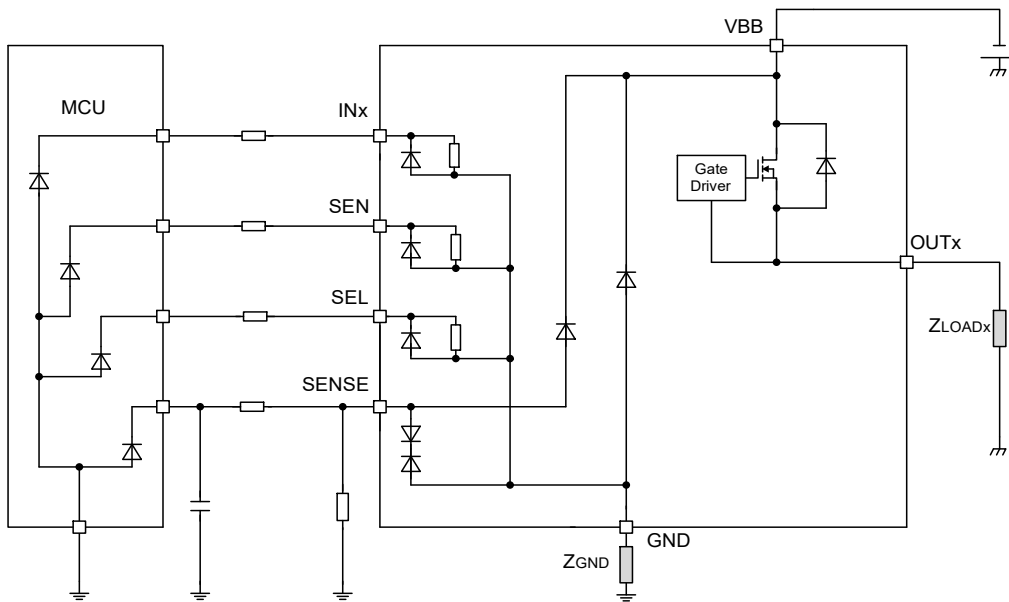 VBB
MCU
INx
Gate
Driver
SEN
OUTx
SEL
ZLOADx
SENSE
GND
ZGND